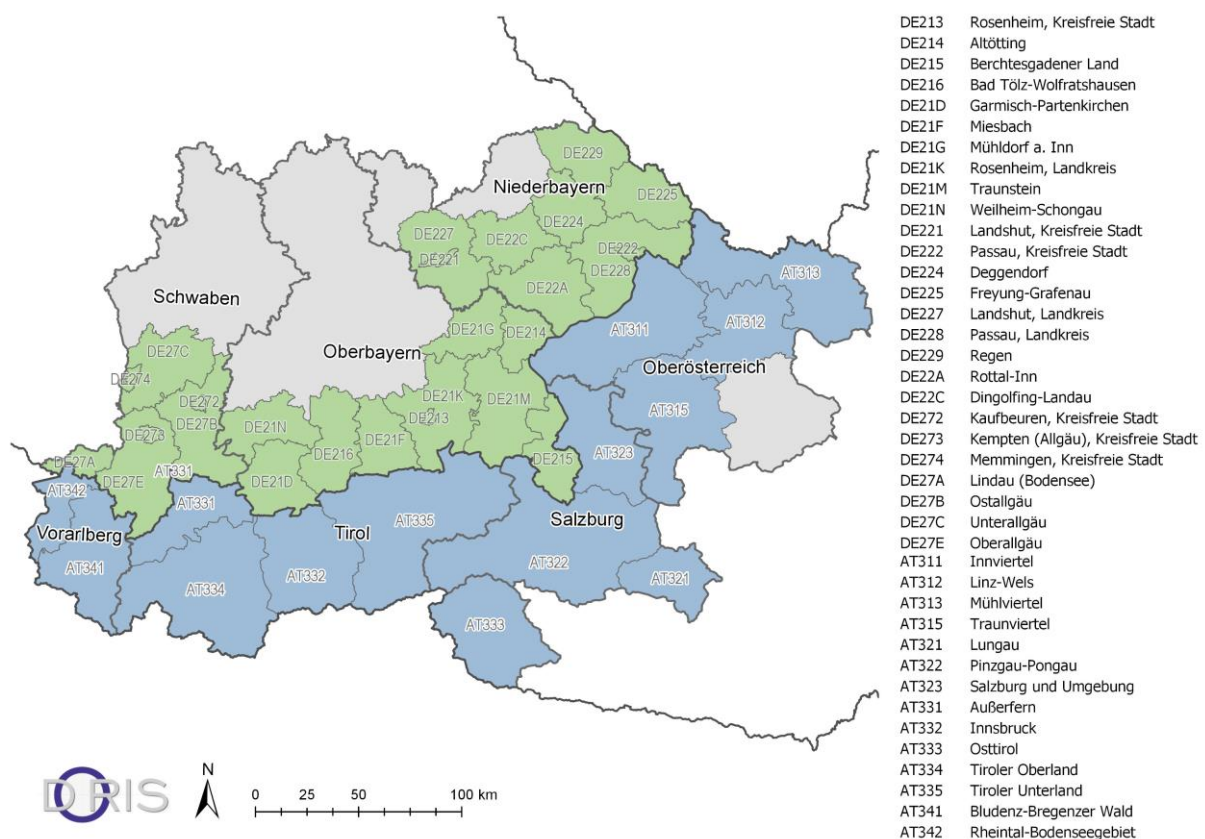 DE229
Niederbayern
DE225
DE224
DE227
DE22C
DE222
DE221
DE228
AT313
DE22A
Schwaben
DE21G
DE214
AT311
AT312
DE27C
Oberbayern
Oberösterreich
DE274
DE272
DE21K
DE21M
AT315
DE27B
DE21N
DE213
DE273
DE21F
DE27A
AT331
DE216
DE215
AT323
DE27E
DE21D
AT342
AT331
Vorarlberg
Tirol
AT335
Salzburg
AT341
AT334
AT332
AT322
AT321
AT333
DORIS
N
0 25 50 100 km
DE213 Rosenheim, Kreisfreie Stadt
DE214 Altötting
DE215 Berchtesgadener Land
DE216 Bad Tölz-Wolfratshausen
DE21D Garmisch-Partenkirchen
DE21F Miesbach
DE21G Mühldorf a. Inn
DE21K Rosenheim, Landkreis
DE21M Traunstein
DE21N Weilheim-Schongau
DE221 Landshut, Kreisfreie Stadt
DE222 Passau, Kreisfreie Stadt
DE224 Deggendorf
DE225 Freyung-Grafenau
DE227 Landshut, Landkreis
DE228 Passau, Landkreis
DE229 Regen
DE22A Rottal-Inn
DE22C Dingolfing-Landau
DE272 Kaufbeuren, Kreisfreie Stadt
DE273 Kempten (Allgäu), Kreisfreie Stadt
DE274 Memmingen, Kreisfreie Stadt
DE27A Lindau (Bodensee)
DE27B Ostallgäu
DE27C Unterallgäu
DE27E Oberallgäu
AT311 Innviertel
AT312 Linz-Wels
AT313 Mühlviertel
AT315 Traunviertel
AT321 Lungau
AT322 Pinzgau-Pongau
AT323 Salzburg und Umgebung
AT331 Außerfern
AT332 Innsbruck
AT333 Osttirol
AT334 Tiroler Oberland
AT335 Tiroler Unterland
AT341 Bludenz-Bregenzer Wald
AT342 Rheintal-Bodenseegebiet